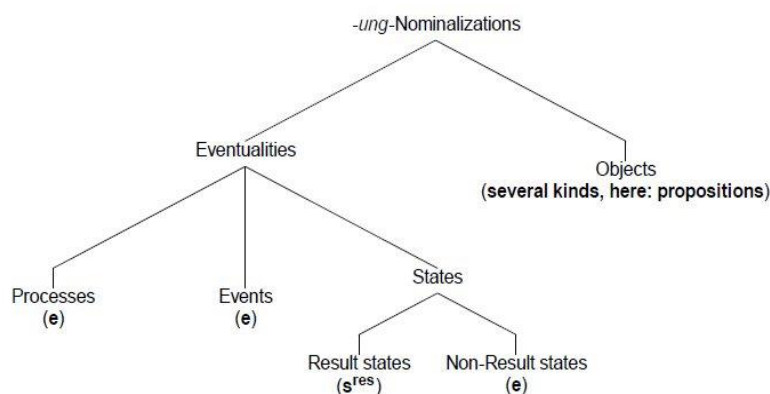 -ung-Nominalizations
Eventualities
Objects
(several kinds, here: propositions)
Processes
(e)
Events
(e)
States
Result states
(s^res)
Non-Result states
(e)